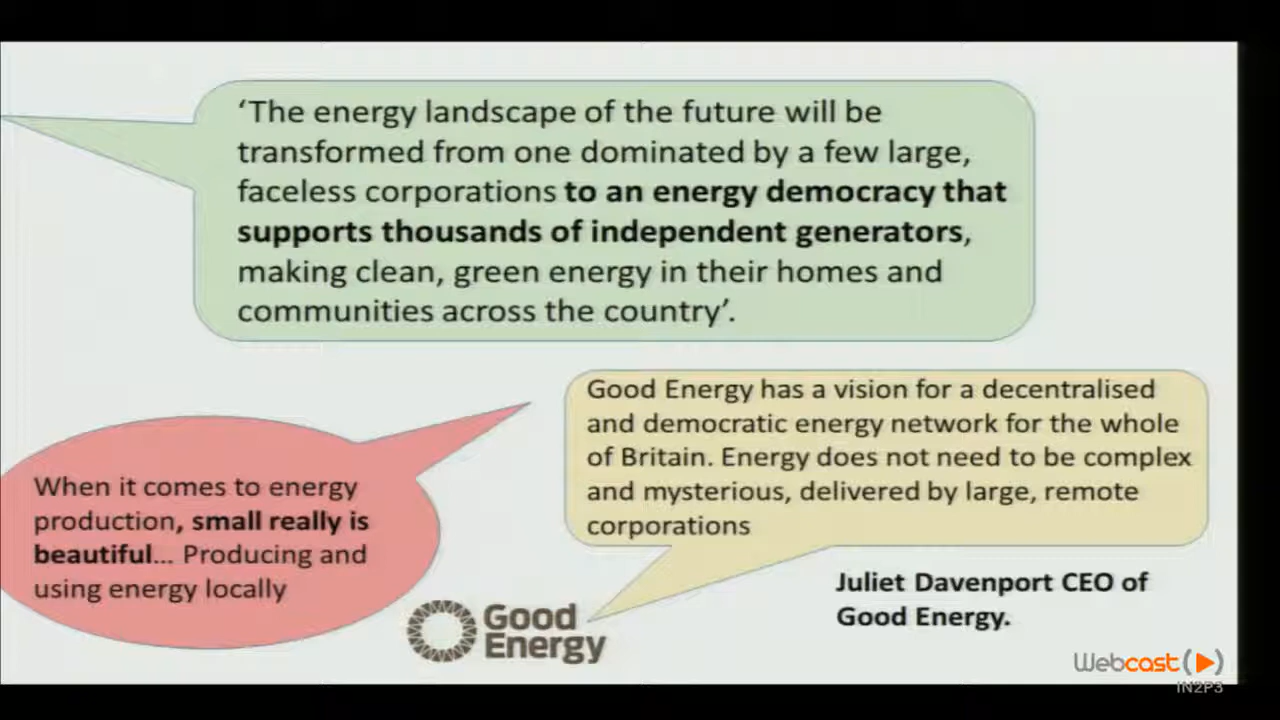 ‘The energy landscape of the future will be
transformed from one dominated by a few large,
faceless corporations to an energy democracy that
supports thousands of independent generators,
making clean, green energy in their homes and
communities across the country’.
Good Energy has a vision for a decentralised
and democratic energy network for the whole
of Britain. Energy does not need to be complex
and mysterious, delivered by large, remote
corporations
When it comes to energy
production, small really is
beautiful... Producing and
using energy locally
Juliet Davenport CEO of
Good Energy.
Good
Energy
Webcast
IN2P3